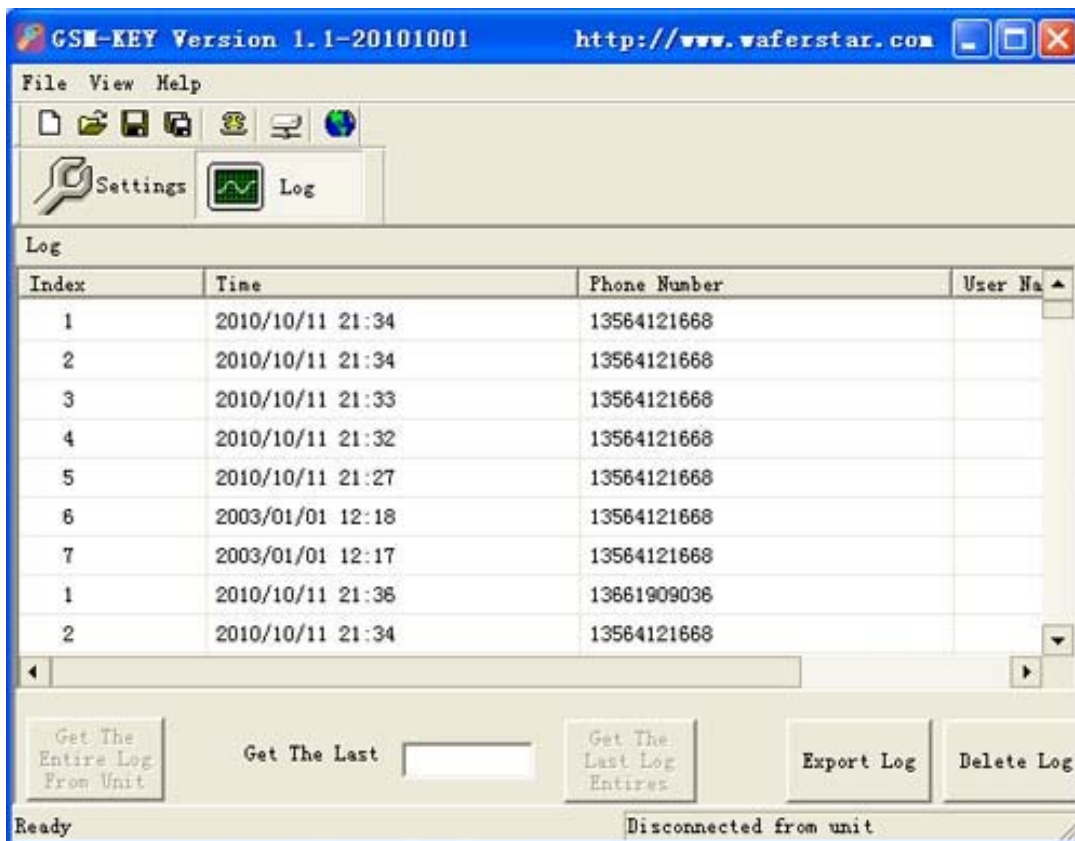 GSM-KEY Version 1.1-20101001 http://www.waferstar.com
File View Help
Settings Log
Log
Index Time Phone Number User Na
1 2010/10/11 21:34 13564121668
2 2010/10/11 21:34 13564121668
3 2010/10/11 21:33 13564121668
4 2010/10/11 21:32 13564121668
5 2010/10/11 21:27 13564121668
6 2003/01/01 12:18 13564121668
7 2003/01/01 12:17 13564121668
1 2010/10/11 21:36 13661909036
2 2010/10/11 21:34 13564121668
Get The
Entire Log
From Unit
Get The Last
Get The
Last Log
Entires
Export Log
Delete Log
Ready Disconnected from unit